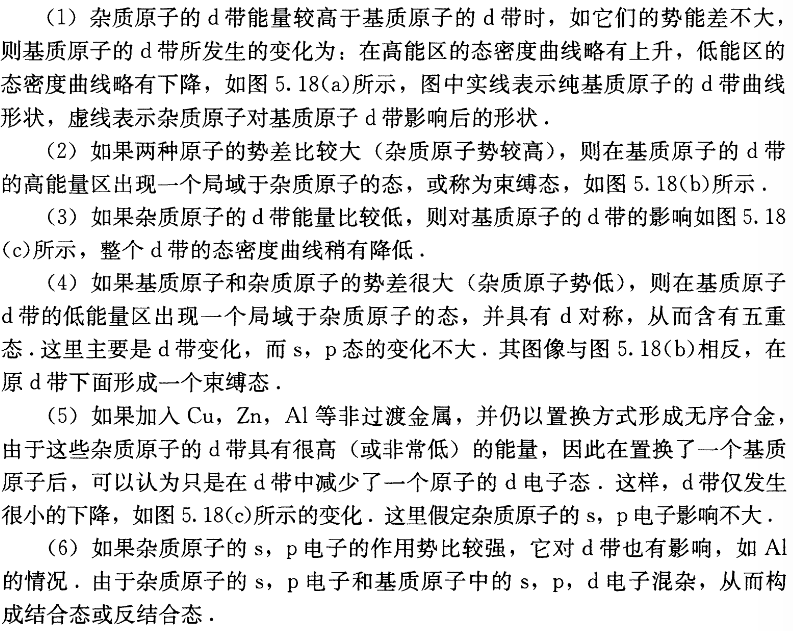 （1）杂质原子的 d 带能量较高于基质原子的 d 带时，如它们的势能差不大，
则基质原子的 d 带所发生的变化为：在高能区的态密度曲线略有上升，低能区的
态密度曲线略有下降，如图 5.18(a)所示，图中实线表示纯基质原子的 d 带曲线
形状，虚线表示杂质原子对基质原子 d 带影响后的形状．
（2）如果两种原子的势差比较大（杂质原子势较高），则在基质原子的 d 带
的高能量区出现一个局域于杂质原子的态，或称为束缚态，如图 5.18(b)所示．
（3）如果杂质原子的 d 带能量比较低，则对基质原子的 d 带的影响如图 5.18
(c)所示，整个 d 带的态密度曲线稍有降低．
（4）如果基质原子和杂质原子的势差很大（杂质原子势低），则在基质原子
d 带的低能量区出现一个局域于杂质原子的态，并具有 d 对称，从而含有五重
态．这里主要是 d 带变化，而 s，p 态的变化不大．其图像与图 5.18(b)相反，在
原 d 带下面形成一个束缚态．
（5）如果加入 Cu，Zn，Al 等非过渡金属，并仍以置换方式形成无序合金，
由于这些杂质原子的 d 带具有很高（或非常低）的能量，因此在置换了一个基质
原子后，可以认为只是在 d 带中减少了一个原子的 d 电子态．这样，d 带仅发生
很小的下降，如图 5.18(c)所示的变化．这里假定杂质原子的 s，p 电子影响不大．
（6）如果杂质原子的 s，p 电子的作用势比较强，它对 d 带也有影响，如 Al
的情况．由于杂质原子的 s，p 电子和基质原子中的 s，p，d 电子混杂，从而构
成结合态或反结合态．